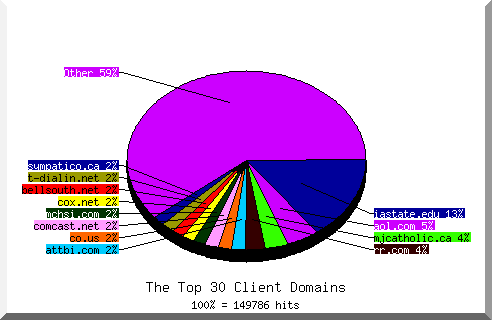 Other 59%
sympatico.ca 2%
t-dialin.net 2%
bellsouth.net 2%
cox.net 2%
mchsi.com 2%
comcast.net 2%
co.us 2%
attbi.com 2%
iastate.edu 13%
aol.com 5%
mjcatholic.ca 4%
rr.com 4%
The Top 30 Client Domains
100% = 149786 hits